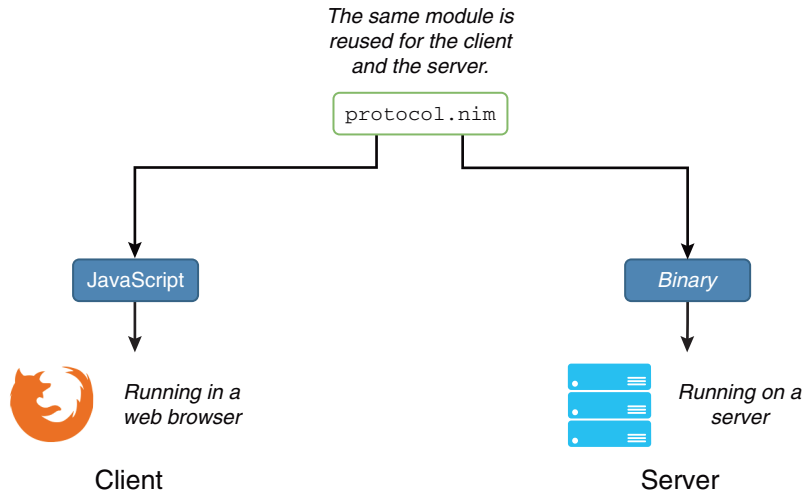 The same module is
reused for the client
and the server.
protocol.nim
JavaScript
Binary
Running in a
web browser
Running on a
server
Client
Server